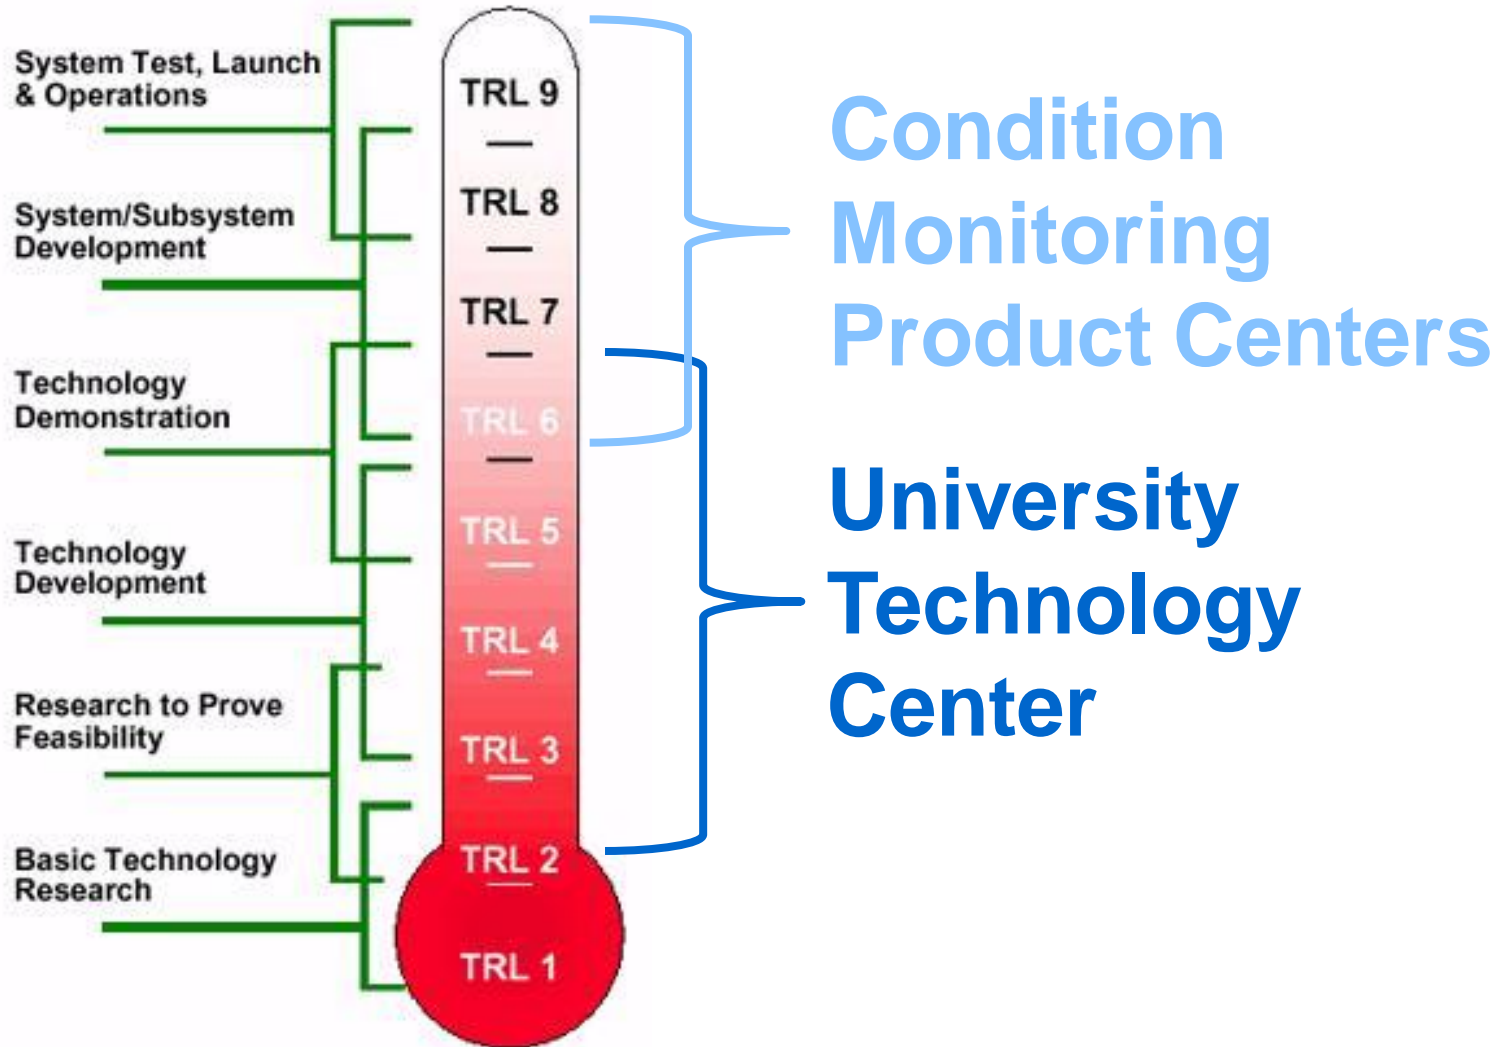 System Test, Launch
& Operations
System/Subsystem
Development
Technology
Demonstration
Technology
Development
Research to Prove
Feasibility
Basic Technology
Research
TRL 9
TRL 8
TRL 7
TRL 6
TRL 5
TRL 4
TRL 3
TRL 2
TRL 1
Condition
Monitoring
Product Centers
University
Technology
Center